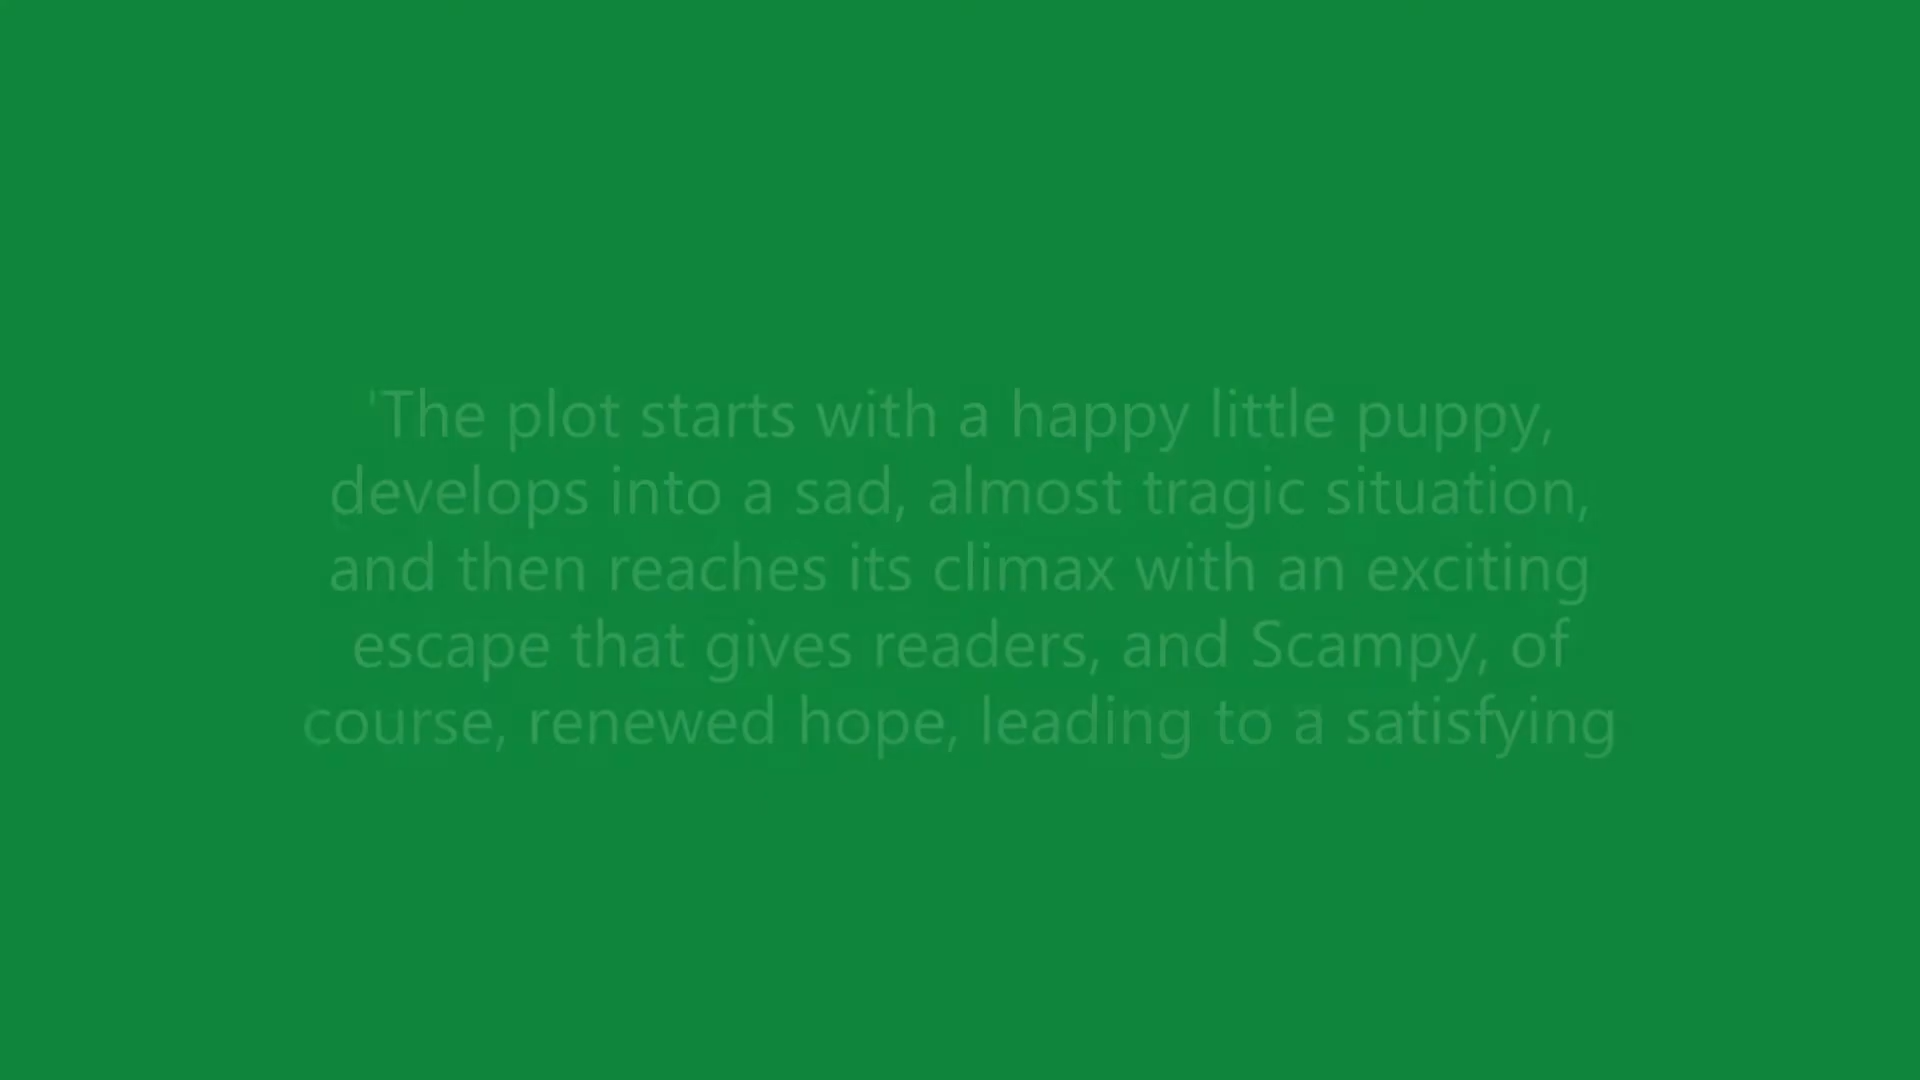 'The plot starts with a happy little puppy,
develops into a sad, almost tragic situation,
and then reaches its climax with an exciting
escape that gives readers, and Scampy, of
course, renewed hope, leading to a satisfying